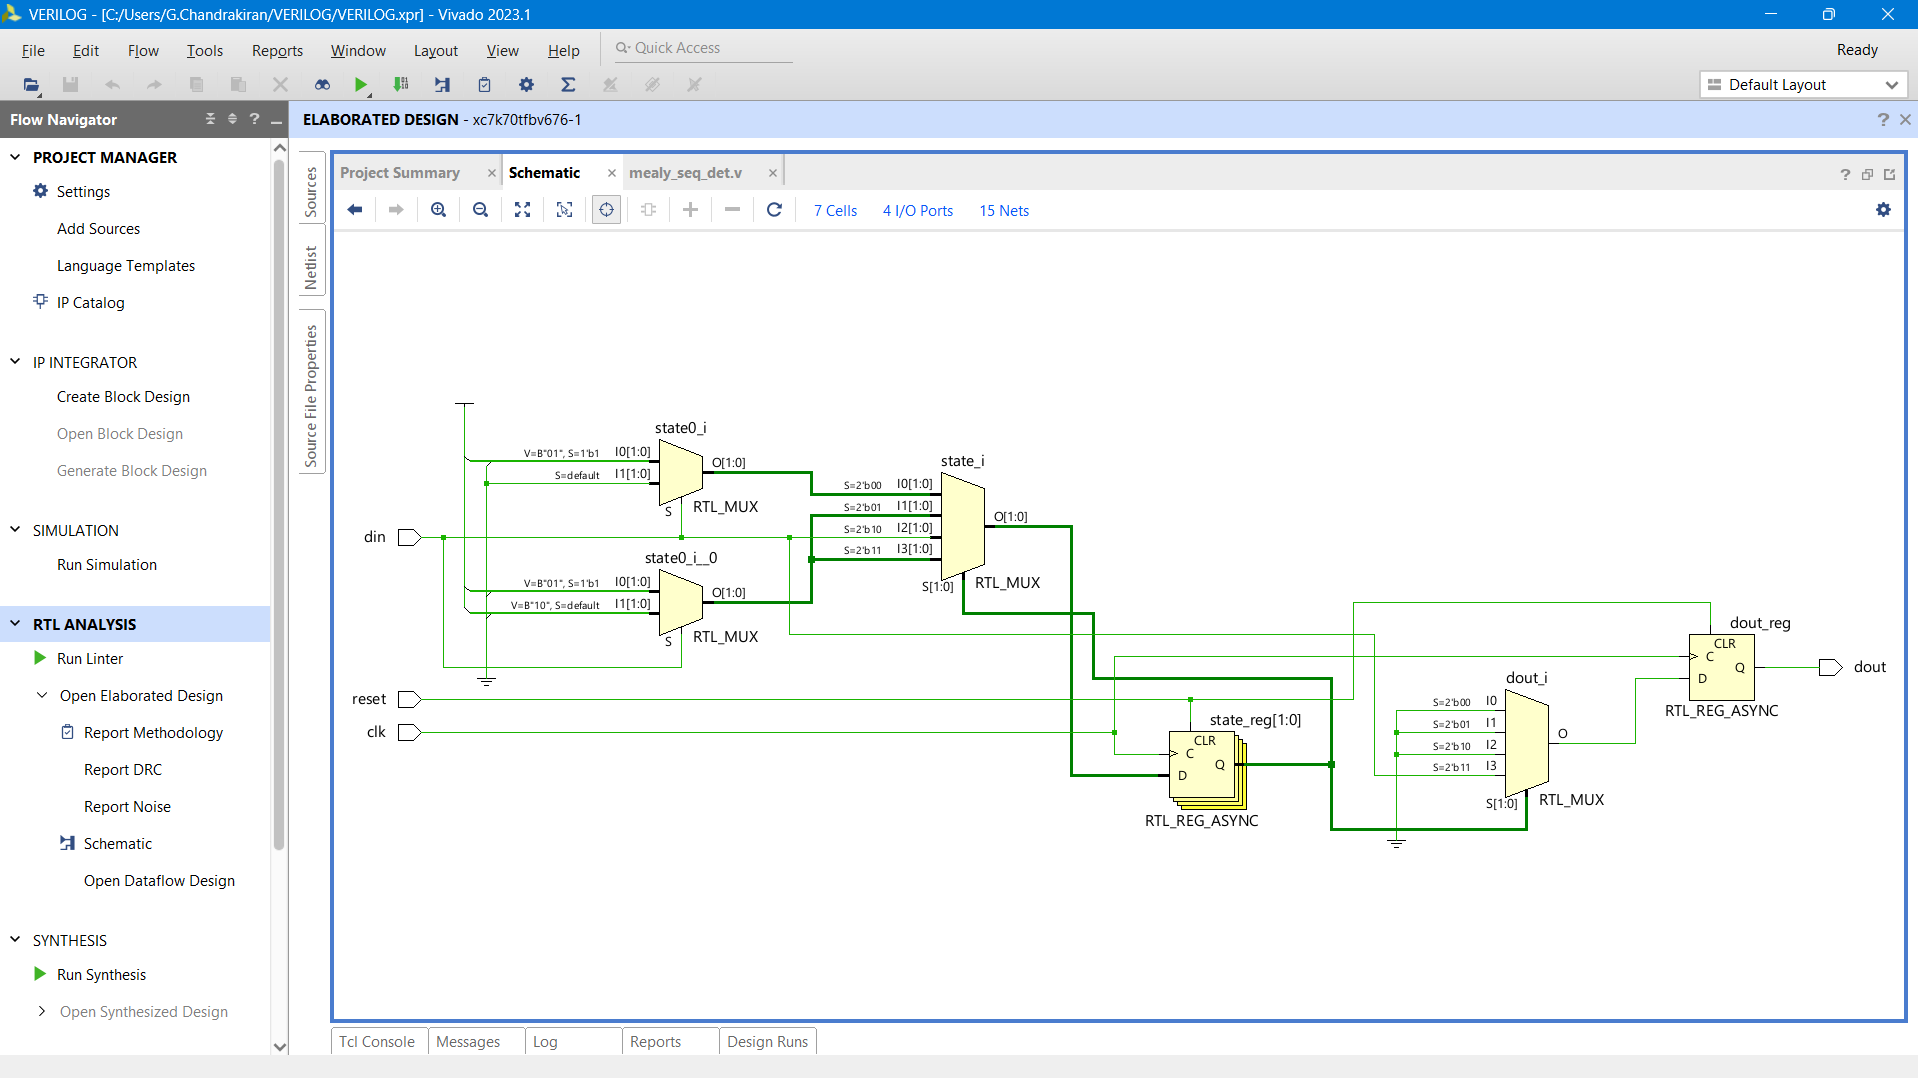 VERILOG - [C:/Users/G.Chandrakiran/VERILOG/VERILOG.xpr] - Vivado 2023.1
File Edit Flow Tools Reports Window Layout View Help Quick Access Ready
Default Layout
Flow Navigator
ELABORATED DESIGN - xc7k70tfbv676-1
PROJECT MANAGER
Settings
Add Sources
Language Templates
IP Catalog
IP INTEGRATOR
Create Block Design
Open Block Design
Generate Block Design
SIMULATION
Run Simulation
RTL ANALYSIS
Run Linter
Open Elaborated Design
Report Methodology
Report DRC
Report Noise
Schematic
Open Dataflow Design
SYNTHESIS
Run Synthesis
Open Synthesized Design
Sources
Netlist
Source File Properties
Project Summary Schematic mealy_seq_det.v
7 Cells 4 I/O Ports 15 Nets
state0_i
V=B"01", S=1'b1 I0[1:0]
S=default I1[1:0]
O[1:0]
S
RTL_MUX
state_i
S=2'b00 I0[1:0]
S=2'b01 I1[1:0]
S=2'b10 I2[1:0]
S=2'b11 I3[1:0]
O[1:0]
S[1:0]
RTL_MUX
din
state0_i__0
V=B"01", S=1'b1 I0[1:0]
V=B"10", S=default I1[1:0]
O[1:0]
S
RTL_MUX
reset
clk
state_reg[1:0]
CLR
C
Q
D
RTL_REG_ASYNC
dout_i
S=2'b00 I0
S=2'b01 I1
S=2'b10 I2
S=2'b11 I3
O
S[1:0]
RTL_MUX
dout_reg
CLR
C
Q
D
RTL_REG_ASYNC
dout
Tcl Console Messages Log Reports Design Runs